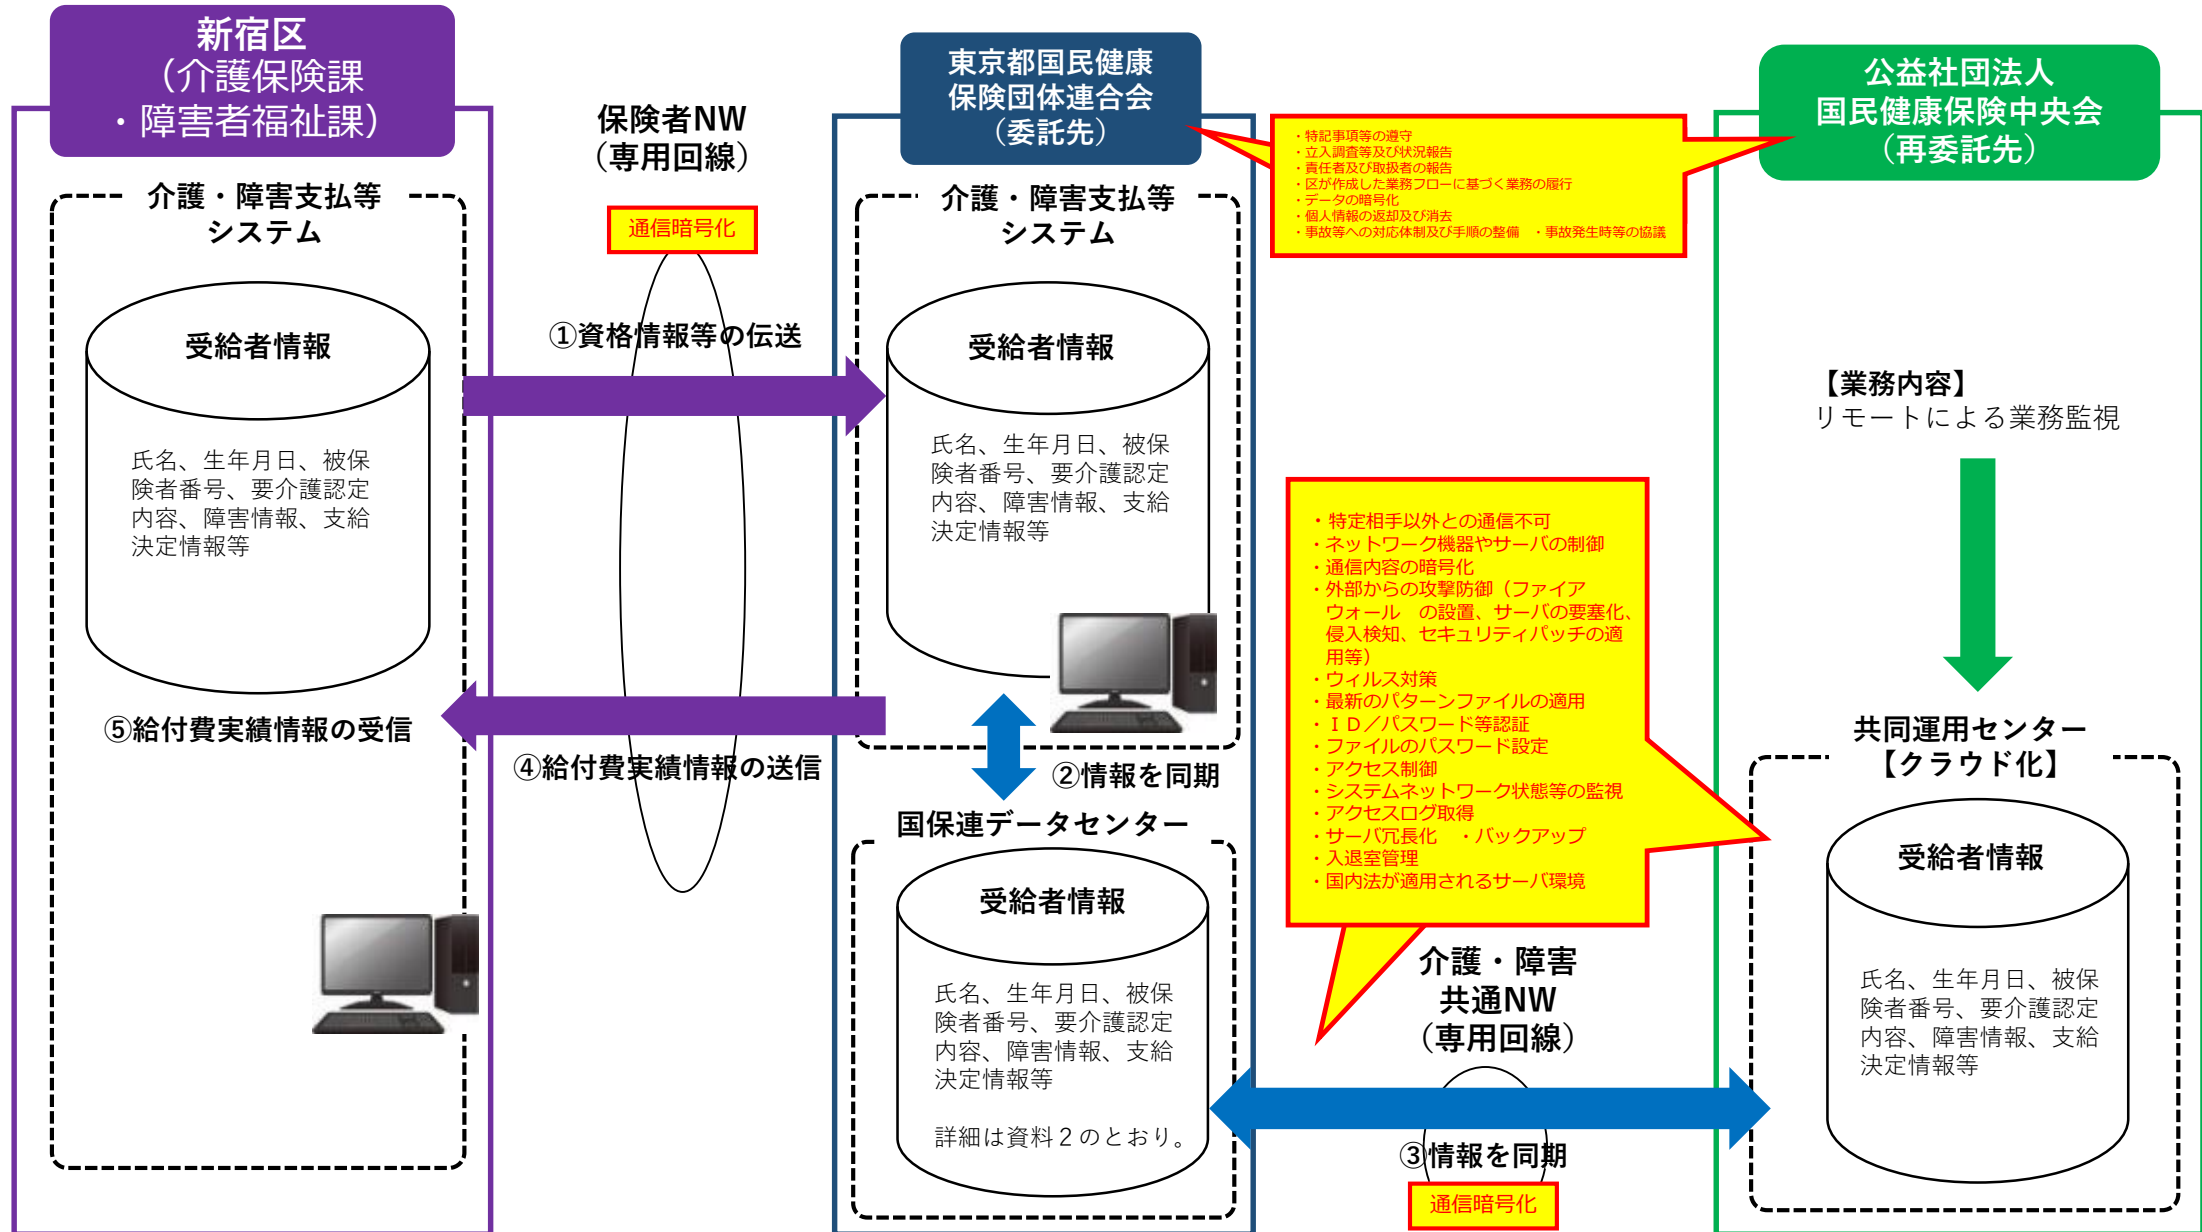 新宿区
（介護保険課
・障害者福祉課）
介護・障害支払等
システム
受給者情報
氏名、生年月日、被保
険者番号、要介護認定
内容、障害情報、支給
決定情報等
⑤給付費実績情報の受信
保険者NW
（専用回線）
通信暗号化
①資格情報等の伝送
④給付費実績情報の送信
東京都国民健康
保険団体連合会
（委託先）
介護・障害支払等
システム
受給者情報
氏名、生年月日、被保
険者番号、要介護認定
内容、障害情報、支給
決定情報等
②情報を同期
国保連データセンター
受給者情報
氏名、生年月日、被保
険者番号、要介護認定
内容、障害情報、支給
決定情報等
詳細は資料２のとおり。
・特記事項等の遵守
・立入調査等及び状況報告
・責任者及び取扱者の報告
・区が作成した業務フローに基づく業務の履行
・データの暗号化
・個人情報の返却及び消去
・事故等への対応体制及び手順の整備　・事故発生時等の協議
・特定相手以外との通信不可
・ネットワーク機器やサーバの制御
・通信内容の暗号化
・外部からの攻撃防御（ファイア
ウォール　の設置、サーバの要塞化、
侵入検知、セキュリティパッチの適
用等）
・ウィルス対策
・最新のパターンファイルの適用
・ＩＤ／パスワード等認証
・ファイルのパスワード設定
・アクセス制御
・システムネットワーク状態等の監視
・アクセスログ取得
・サーバ冗長化　・バックアップ
・入退室管理
・国内法が適用されるサーバ環境
介護・障害
共通NW
（専用回線）
③情報を同期
通信暗号化
公益社団法人
国民健康保険中央会
（再委託先）
【業務内容】
リモートによる業務監視
共同運用センター
【クラウド化】
受給者情報
氏名、生年月日、被保
険者番号、要介護認定
内容、障害情報、支給
決定情報等